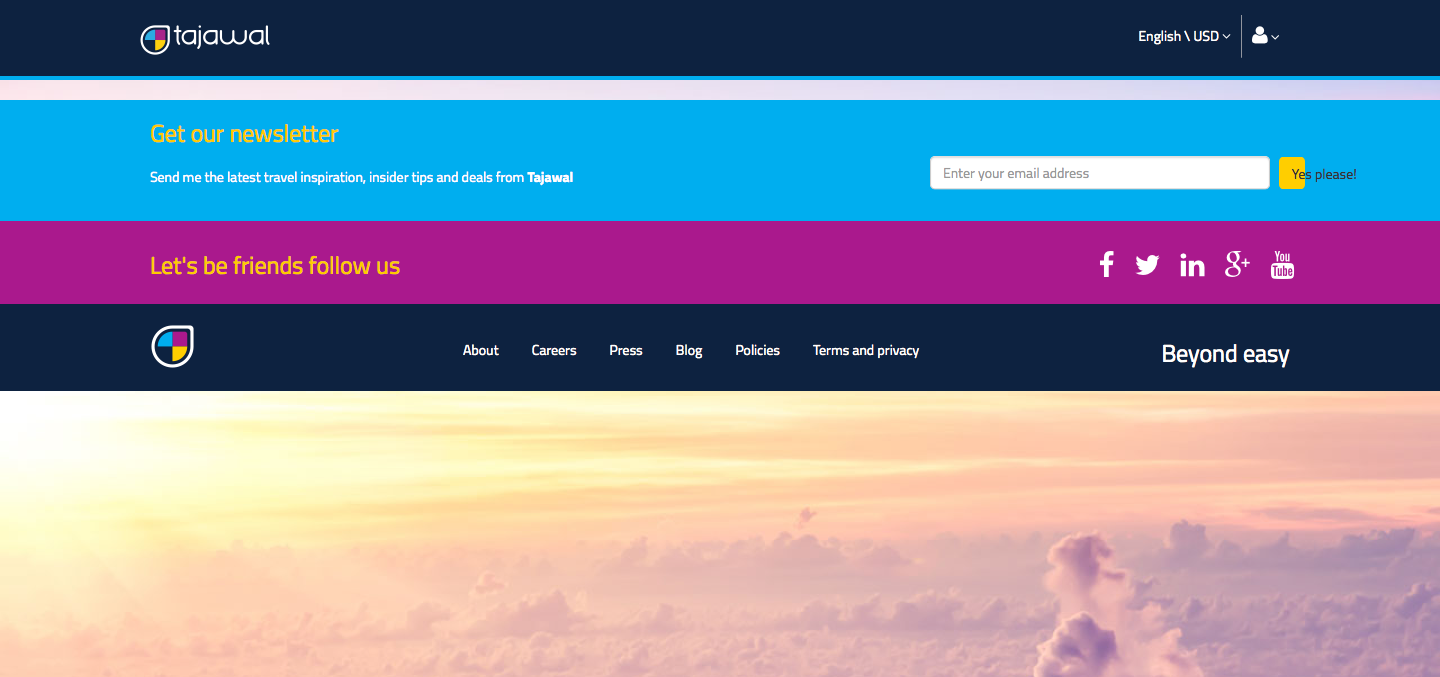 tajawal
English \ USD
Get our newsletter
Send me the latest travel inspiration, insider tips and deals from Tajawal
Enter your email address
Yes please!
Let's be friends follow us
f
in
g+
You
Tube
About Careers Press Blog Policies Terms and privacy
Beyond easy